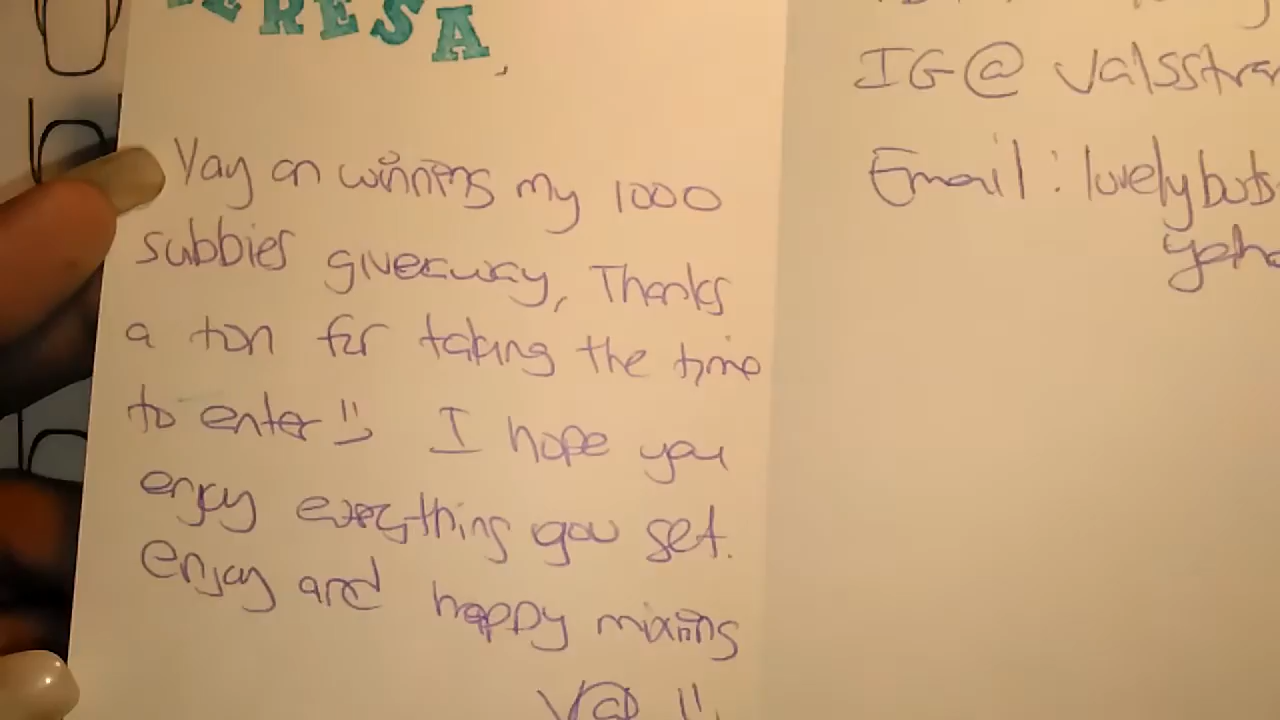 ERESA,
Yay on winning my 1000
subbies giveaway, Thanks
a ton for taking the time
to enter!! I hope you
enjoy everything you get.
enjoy and happy mixing
Val !!
IG@ valsstra
Email: lovelybuts
yaho